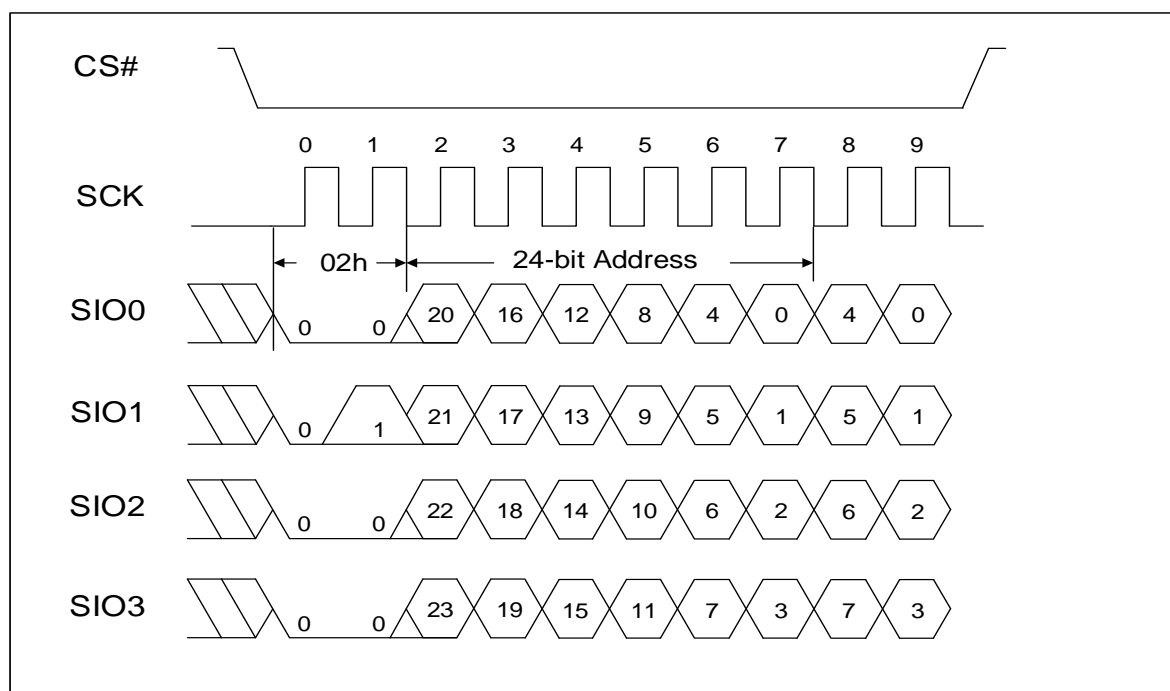 CS#
0 1 2 3 4 5 6 7 8 9
SCK
02h 24-bit Address
SIO0 0 0 20 16 12 8 4 0 4 0
SIO1 0 1 21 17 13 9 5 1 5 1
SIO2 0 0 22 18 14 10 6 2 6 2
SIO3 0 0 23 19 15 11 7 3 7 3